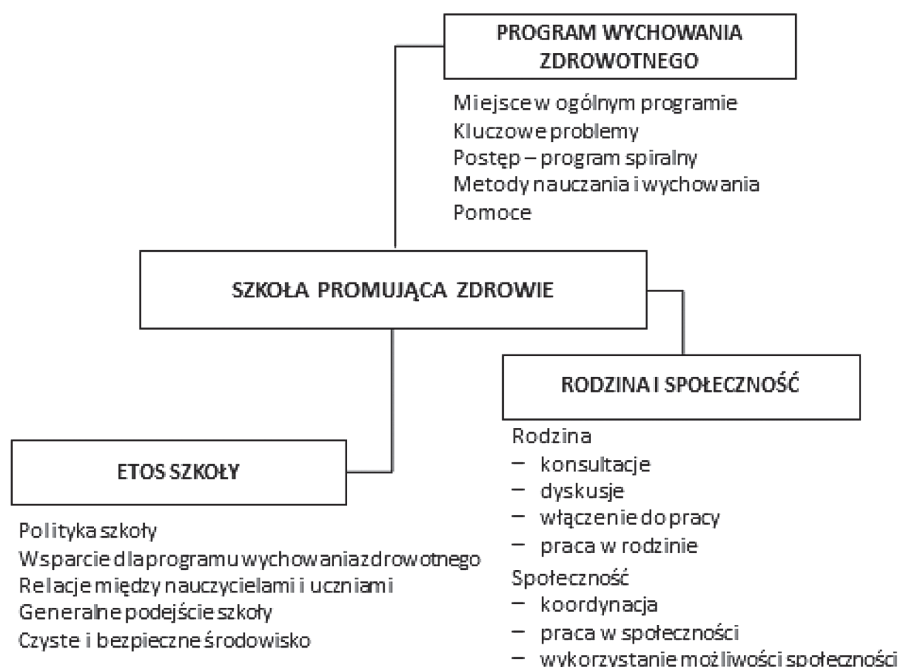 PROGRAM WYCHOWANIA
ZDROWOTNEGO
Miejsce w ogólnym programie
Kluczowe problemy
Postęp – program spiralny
Metody nauczania i wychowania
Pomoce
SZKOŁA PROMUJĄCA ZDROWIE
RODZINA I SPOŁECZNOŚĆ
Rodzina
– konsultacje
– dyskusje
– włączenie do pracy
– praca w rodzinie
Społeczność
– koordynacja
– praca w społeczności
– wykorzystanie możliwości społeczności
ETOS SZKOŁY
Polityka szkoły
Wsparcie dla programu wychowania zdrowotnego
Relacje między nauczycielami i uczniami
Generalne podejście szkoły
Czyste i bezpieczne środowisko